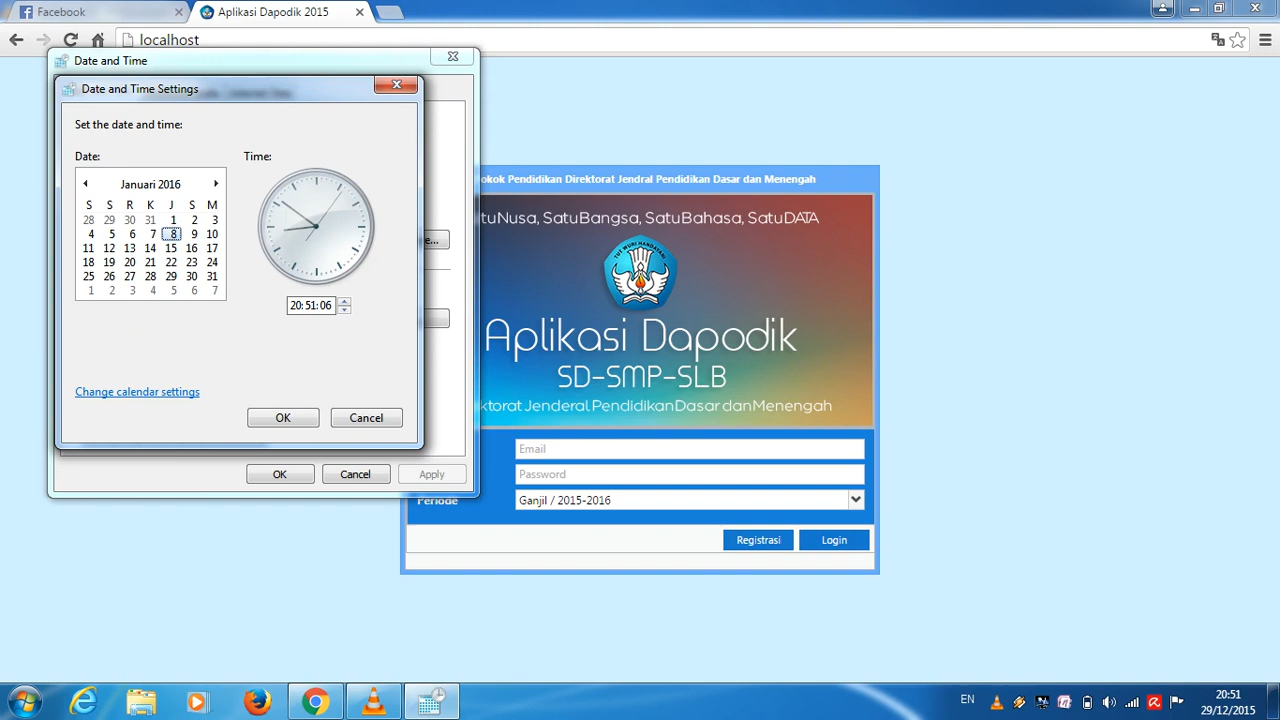 Facebook
Aplikasi Dapodik 2015
localhost
Date and Time
Date and Time Settings
Set the date and time:
Date:
Time:
Januari 2016
S S R K J S M
28 29 30 31 1 2 3
4 5 6 7 8 9 10
11 12 13 14 15 16 17
18 19 20 21 22 23 24
25 26 27 28 29 30 31
1 2 3 4 5 6 7
20:51:06
Change calendar settings
OK Cancel
OK Cancel Apply
Pendidikan Direktorat Jendral Pendidikan Dasar dan Menengah
tuNusa, SatuBangsa, SatuBahasa, SatuDATA
TUT WURI HANDAYANI
Aplikasi Dapodik
SD-SMP-SLB
ktorat Jenderal Pendidikan Dasar dan Menengah
Email
Password
Periode
Ganjil / 2015-2016
Registrasi Login
EN
20:51
29/12/2015